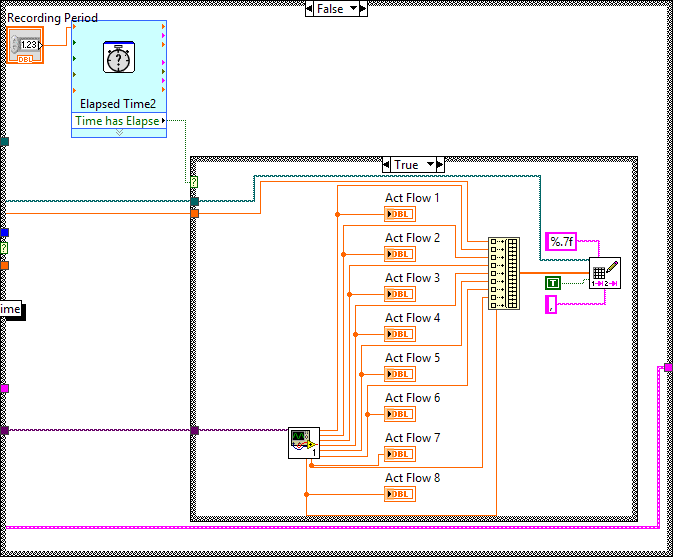 False
Recording Period
1.23
DBL
?
Elapsed Time2
Time has Elapse
True
?
?
Act Flow 1
DBL
Act Flow 2
DBL
%.7f
Act Flow 3
DBL
T
,
Act Flow 4
DBL
ime
Act Flow 5
DBL
Act Flow 6
DBL
Act Flow 7
DBL
1
Act Flow 8
DBL